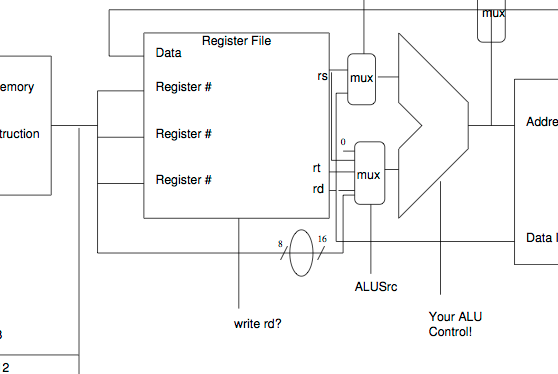 mux
Register File
Data
rs
mux
emory
Register #
Addre
truction
Register #
0
rt
mux
Register #
rd
8
16
Data I
ALUSrc
write rd?
Your ALU
Control!
3
2